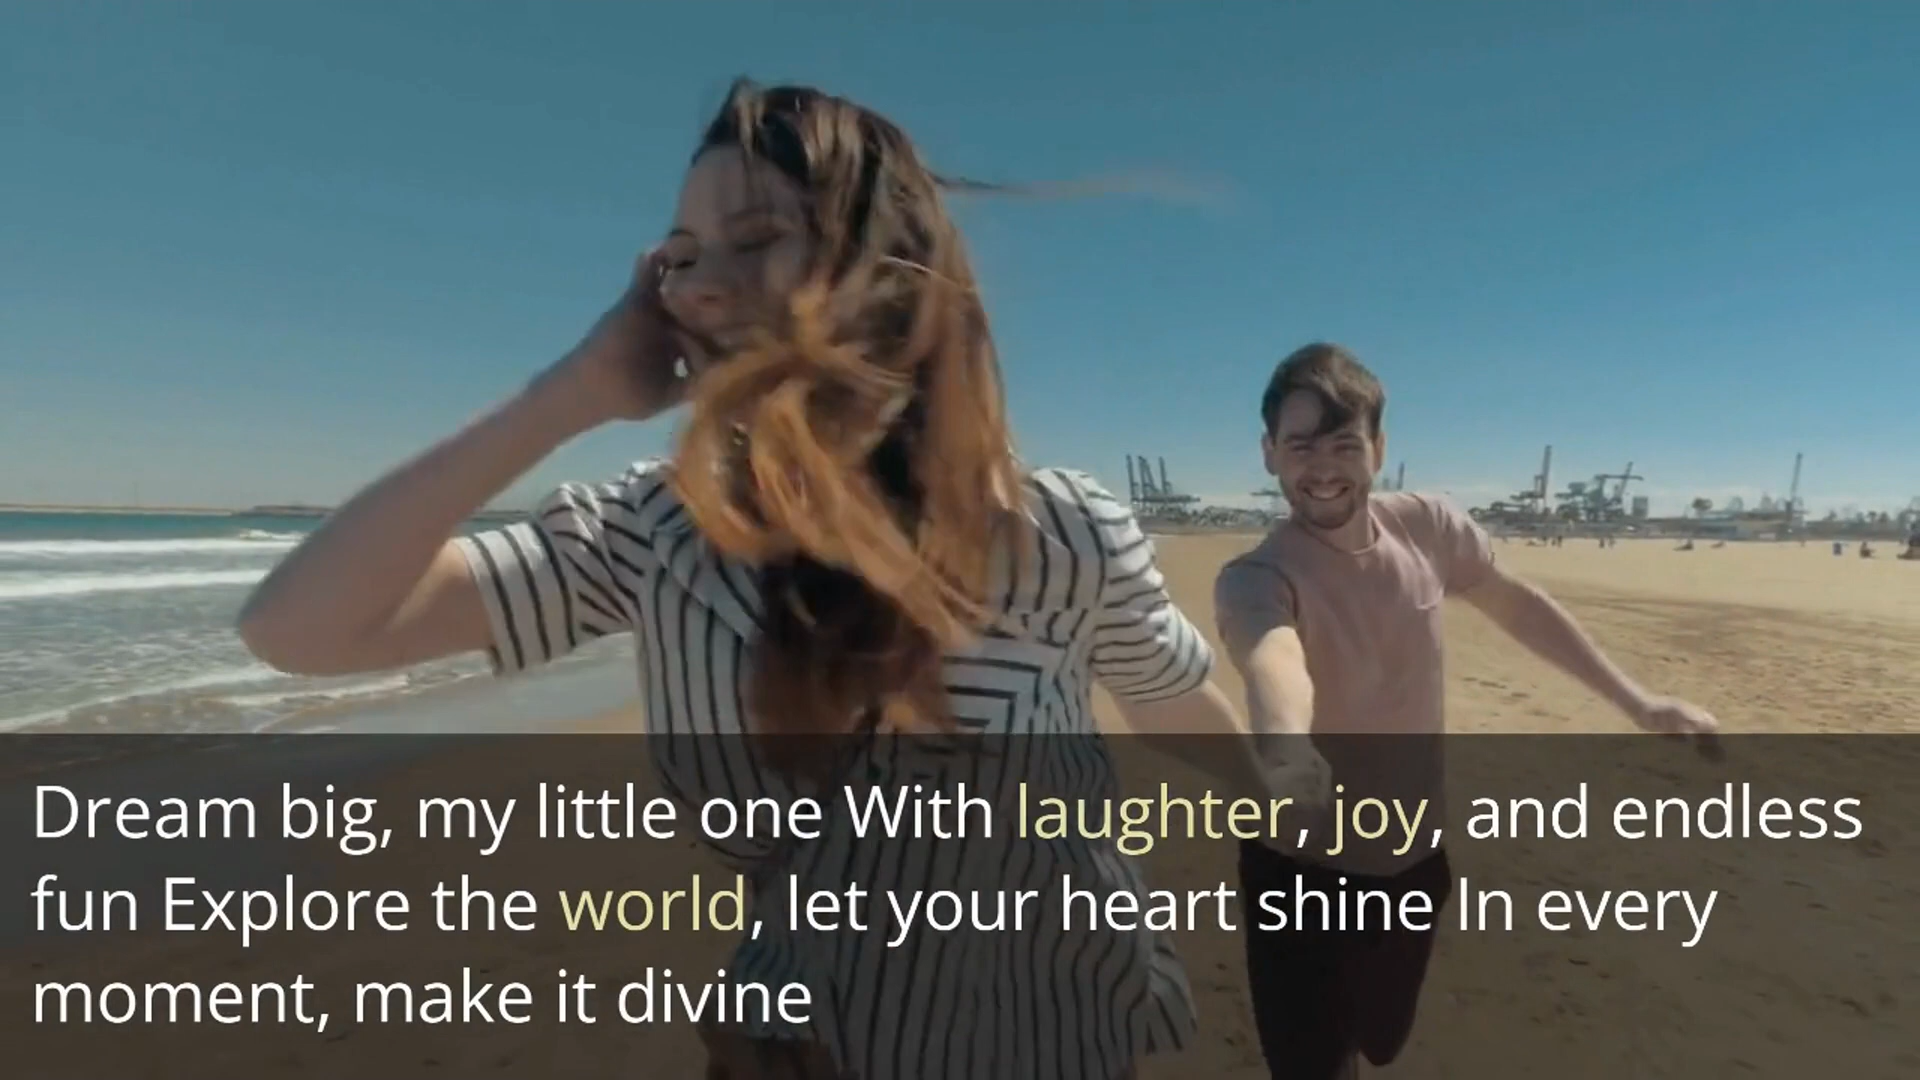 Dream big, my little one With laughter, joy, and endless
fun Explore the world, let your heart shine In every
moment, make it divine